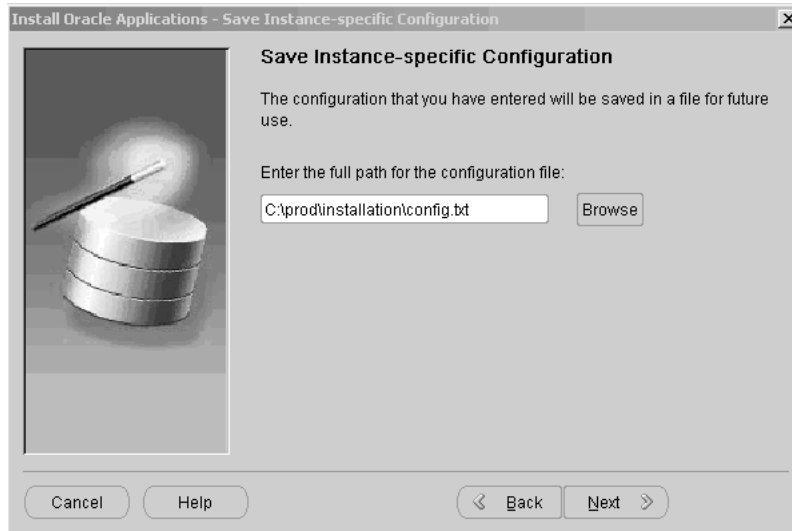 Install Oracle Applications - Save Instance-specific Configuration
Save Instance-specific Configuration
The configuration that you have entered will be saved in a file for future
use.
Enter the full path for the configuration file:
C:\prod\installation\config.txt
Browse
Cancel
Help
Back
Next